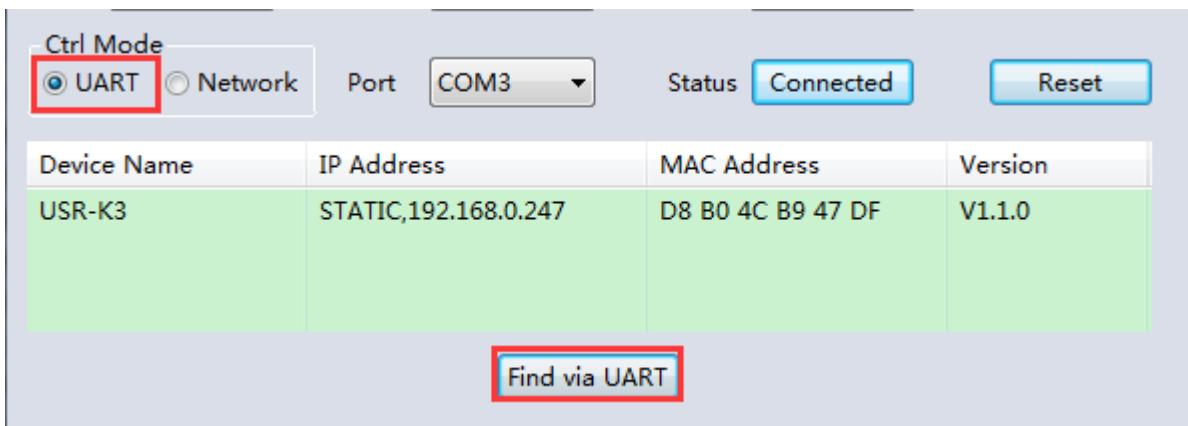 Ctrl Mode
UART Network Port COM3 Status Connected Reset
Device Name IP Address MAC Address Version
USR-K3 STATIC,192.168.0.247 D8 B0 4C B9 47 DF V1.1.0
Find via UART